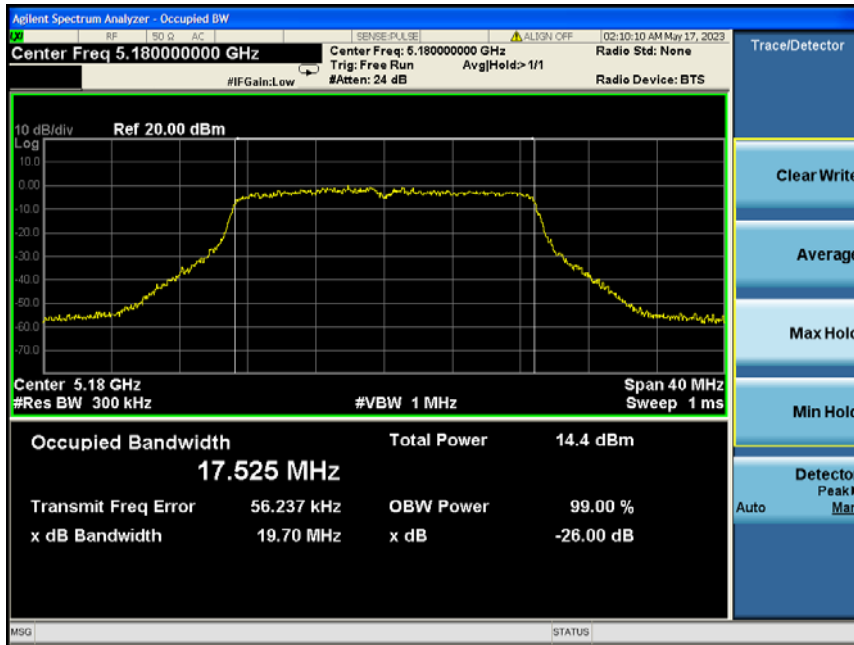 Agilent Spectrum Analyzer - Occupied BW
RF 50 Ω AC SENSE:PULSE ALIGN OFF 02:10:10 AM May 17, 2023
Center Freq 5.180000000 GHz
Center Freq: 5.180000000 GHz
Radio Std: None
Trig: Free Run Avg|Hold:>1/1
#IFGain:Low
#Atten: 24 dB
Radio Device: BTS
10 dB/div Ref 20.00 dBm
Log
10.0
0.00
-10.0
-20.0
-30.0
-40.0
-50.0
-60.0
-70.0
Center 5.18 GHz
Span 40 MHz
#Res BW 300 kHz
#VBW 1 MHz
Sweep 1 ms
Occupied Bandwidth
17.525 MHz
Total Power 14.4 dBm
Transmit Freq Error 56.237 kHz
OBW Power 99.00 %
x dB Bandwidth 19.70 MHz
x dB -26.00 dB
Trace/Detector
Clear Write
Average
Max Hold
Min Hold
Detector
Peak
Auto Man
MSG
STATUS